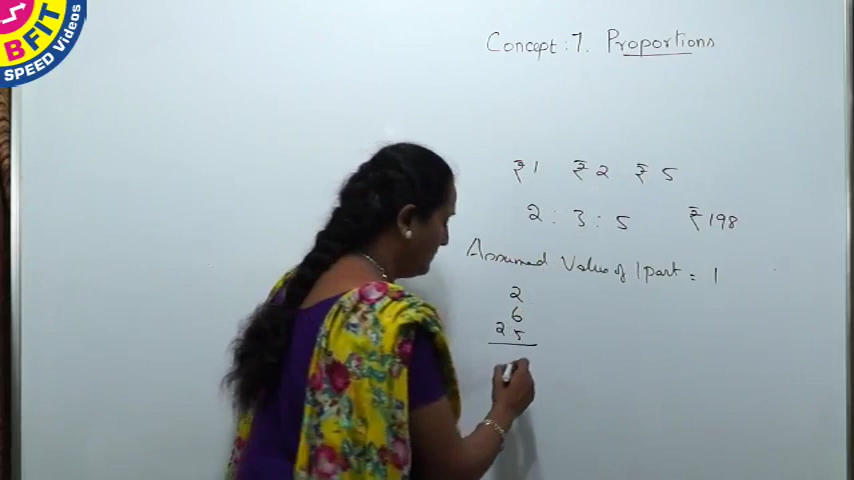 BFIT
SPEED Videos
Concept : 7. Proportions
₹ 1 ₹ 2 ₹ 5
2 : 3 : 5 ₹ 198
Assumed Value of 1 part = 1
2
6
25